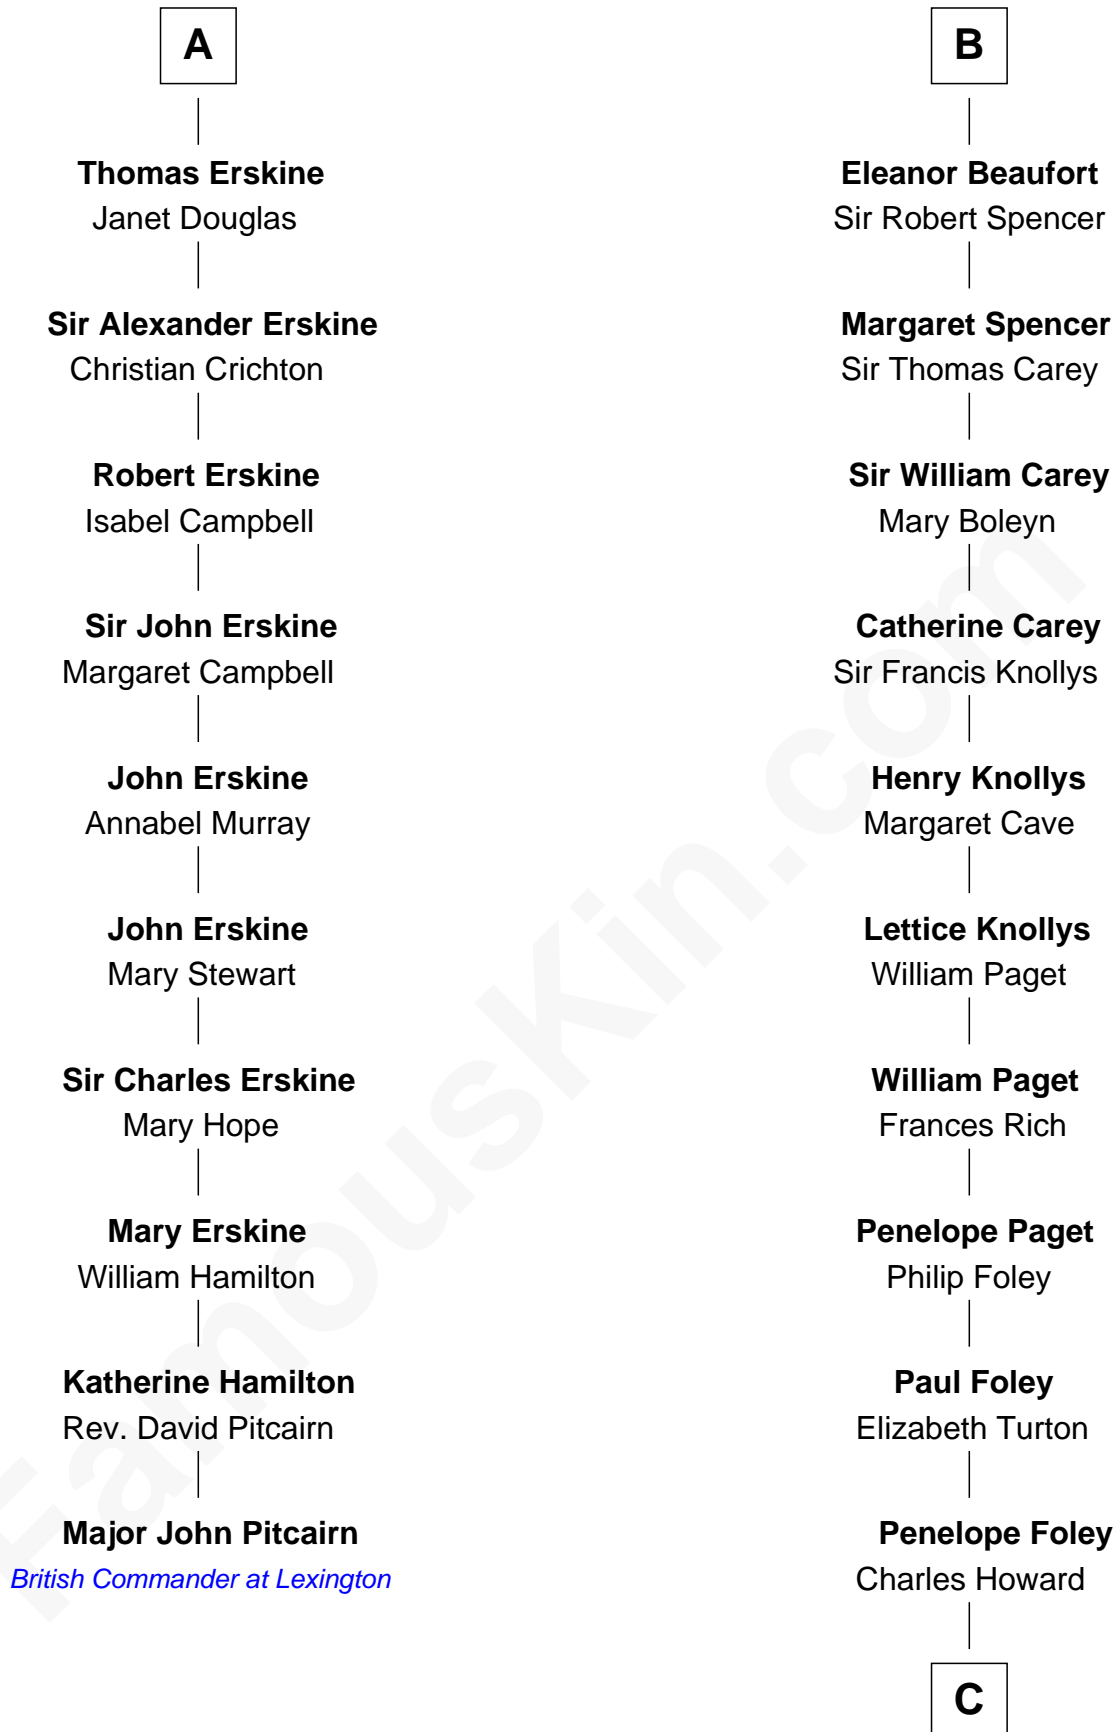 A
Thomas Erskine
Janet Douglas
Sir Alexander Erskine
Christian Crichton
Robert Erskine
Isabel Campbell
Sir John Erskine
Margaret Campbell
John Erskine
Annabel Murray
John Erskine
Mary Stewart
Sir Charles Erskine
Mary Hope
Mary Erskine
William Hamilton
Katherine Hamilton
Rev. David Pitcairn
Major John Pitcairn
British Commander at Lexington
B
Eleanor Beaufort
Sir Robert Spencer
Margaret Spencer
Sir Thomas Carey
Sir William Carey
Mary Boleyn
Catherine Carey
Sir Francis Knollys
Henry Knollys
Margaret Cave
Lettice Knollys
William Paget
William Paget
Frances Rich
Penelope Paget
Philip Foley
Paul Foley
Elizabeth Turton
Penelope Foley
Charles Howard
C
FamousKin.com